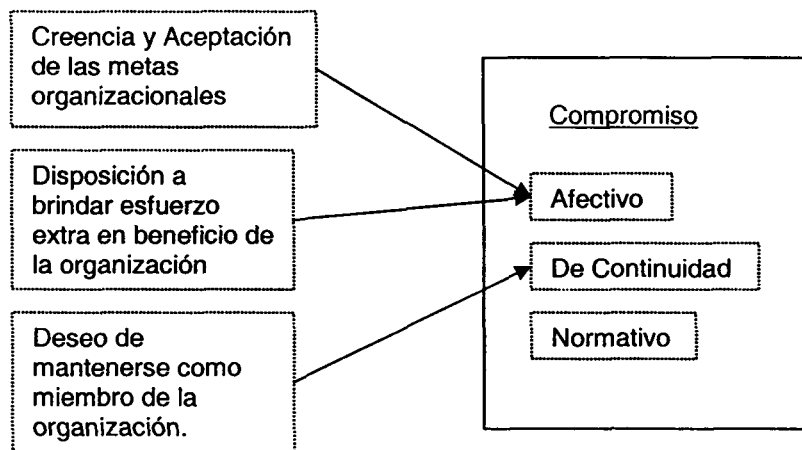 Creencia y Aceptación
de las metas
organizacionales
Disposición a
brindar esfuerzo
extra en beneficio de
la organización
Deseo de
mantenerse como
miembro de la
organización.
Compromiso
Afectivo
De Continuidad
Normativo